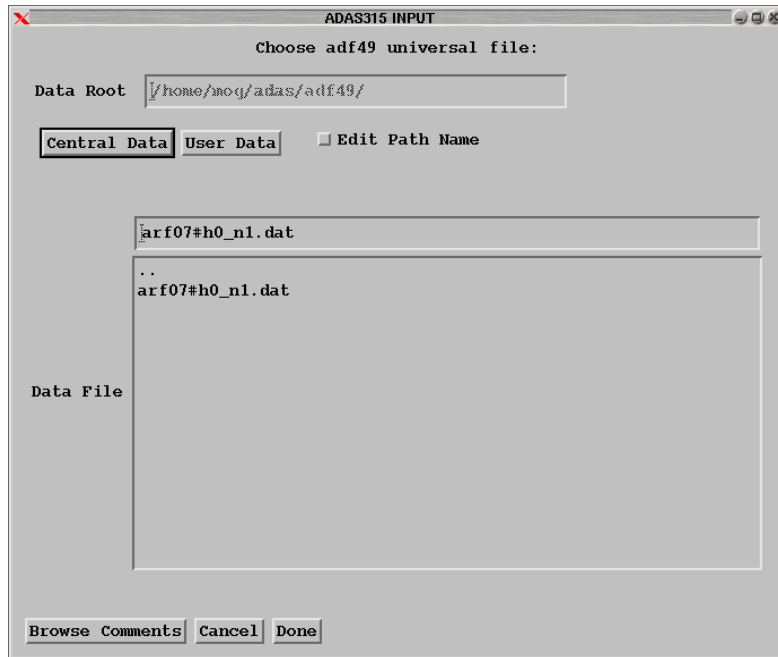 ADAS315 INPUT
Choose adf49 universal file:
Data Root /home/mog/adas/adf49/
Central Data User Data Edit Path Name
arf07#h0_n1.dat
..
arf07#h0_n1.dat
Data File
Browse Comments Cancel Done